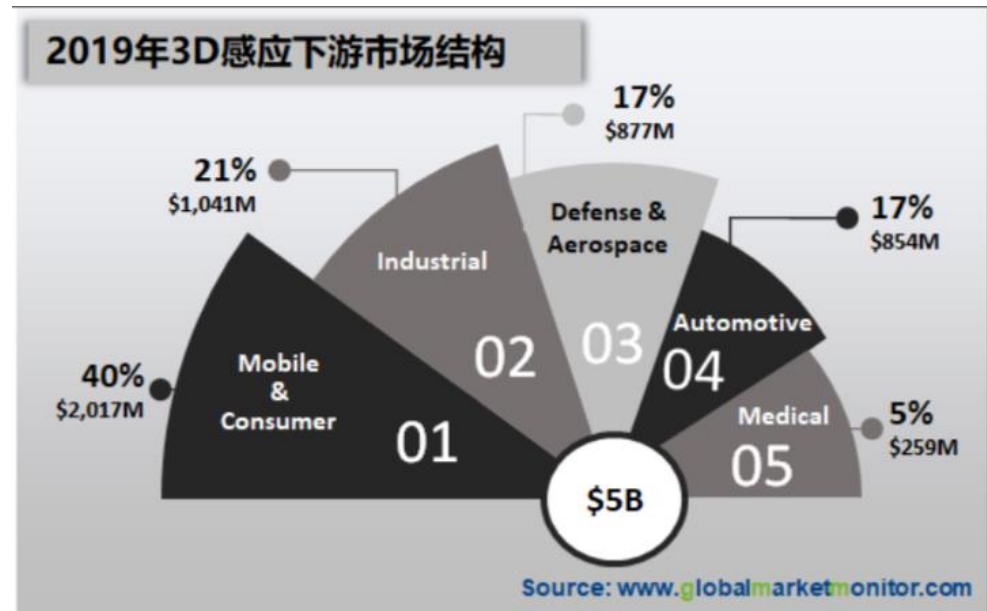 2019年3D感应下游市场结构
17%
$877M
21%
$1,041M
Defense &
Aerospace
17%
$854M
Industrial
03
Automotive
02
04
40%
$2,017M
Mobile
&
Consumer
01
Medical
05
5%
$259M
$5B
Source: www.globalmarketmonitor.com